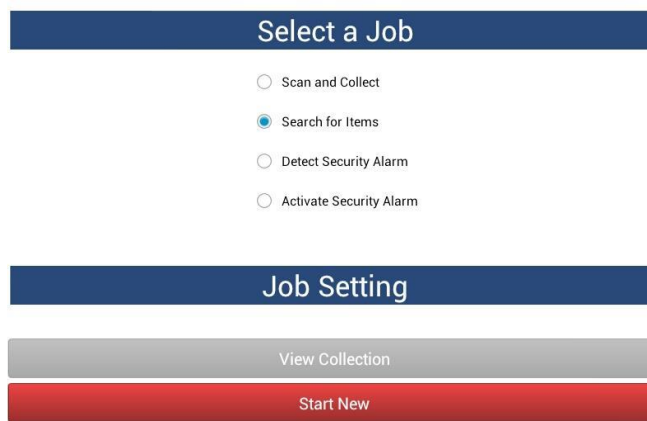 Select a Job
Scan and Collect
Search for Items
Detect Security Alarm
Activate Security Alarm
Job Setting
View Collection
Start New